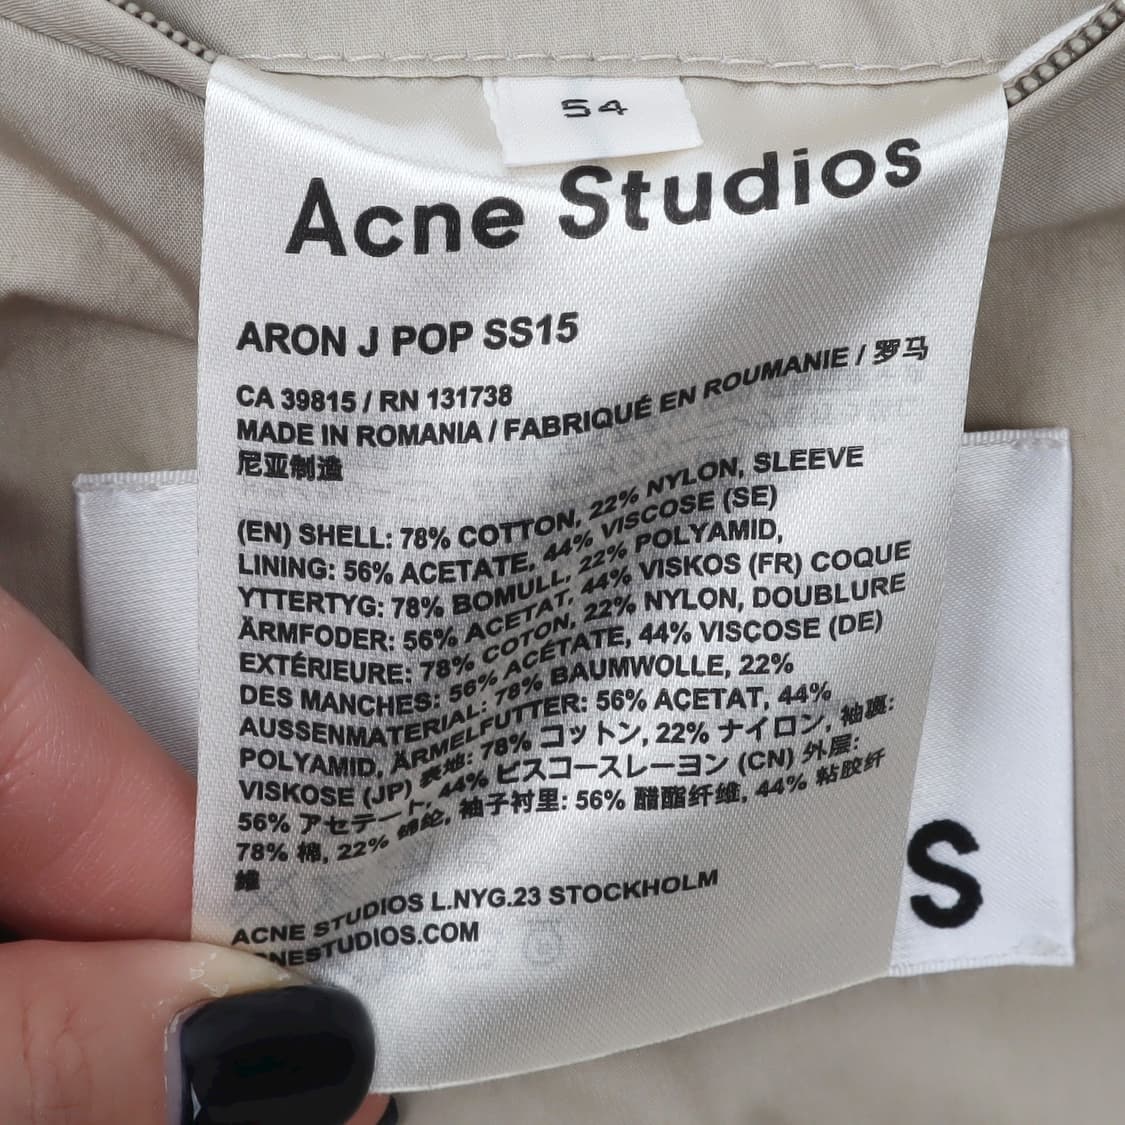 54
Acne Studios
ARON J POP SS15
CA 39815 / RN 131738
MADE IN ROMANIA / FABRIQUÉ EN ROUMANIE / 罗马
尼亚制造
(EN) SHELL: 78% COTTON, 22% NYLON, SLEEVE
LINING: 56% ACETATE, 44% VISCOSE (SE)
YTTERTYG: 78% BOMULL, 22% POLYAMID,
ÄRMFODER: 56% ACETAT, 44% VISKOS (FR) COQUE
EXTÉRIEURE: 78% COTON, 22% NYLON, DOUBLURE
DES MANCHES: 56% ACÉTATE, 44% VISCOSE (DE)
AUSSENMATERIAL: 78% BAUMWOLLE, 22%
POLYAMID, ÄRMELFUTTER: 56% ACETAT, 44%
VISKOSE (JP) 表地: 78% コットン, 22% ナイロン, 袖裏:
56% アセテート, 44% ビスコースレーヨン (CN) 外层:
78% 棉, 22% 锦纶, 袖子衬里: 56% 醋酯纤维, 44% 粘胶纤
维
ACNE STUDIOS L.NYG.23 STOCKHOLM
ACNESTUDIOS.COM
S